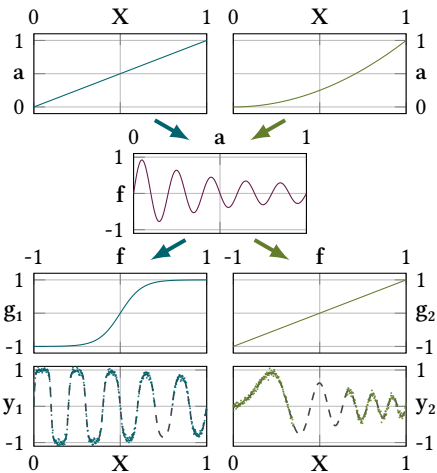 0 X 1 0 X 1
1 1
a a
0 0
0 a 1
1
f
-1
-1 f 1 -1 f 1
1 1
g1 g2
-1 -1
1 1
y1 y2
-1 -1
0 X 1 0 X 1